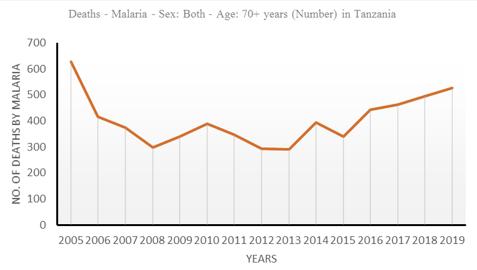 Deaths - Malaria - Sex: Both - Age: 70+ years (Number) in Tanzania
NO. OF DEATHS BY MALARIA
700
600
500
400
300
200
100
0
2005 2006 2007 2008 2009 2010 2011 2012 2013 2014 2015 2016 2017 2018 2019
YEARS